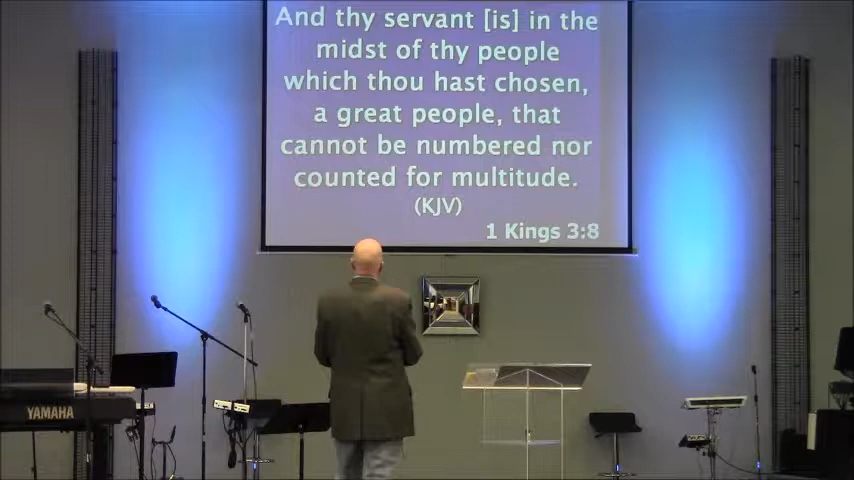 And thy servant [is] in the
midst of thy people
which thou hast chosen,
a great people, that
cannot be numbered nor
counted for multitude.
(KJV)
1 Kings 3:8
YAMAHA